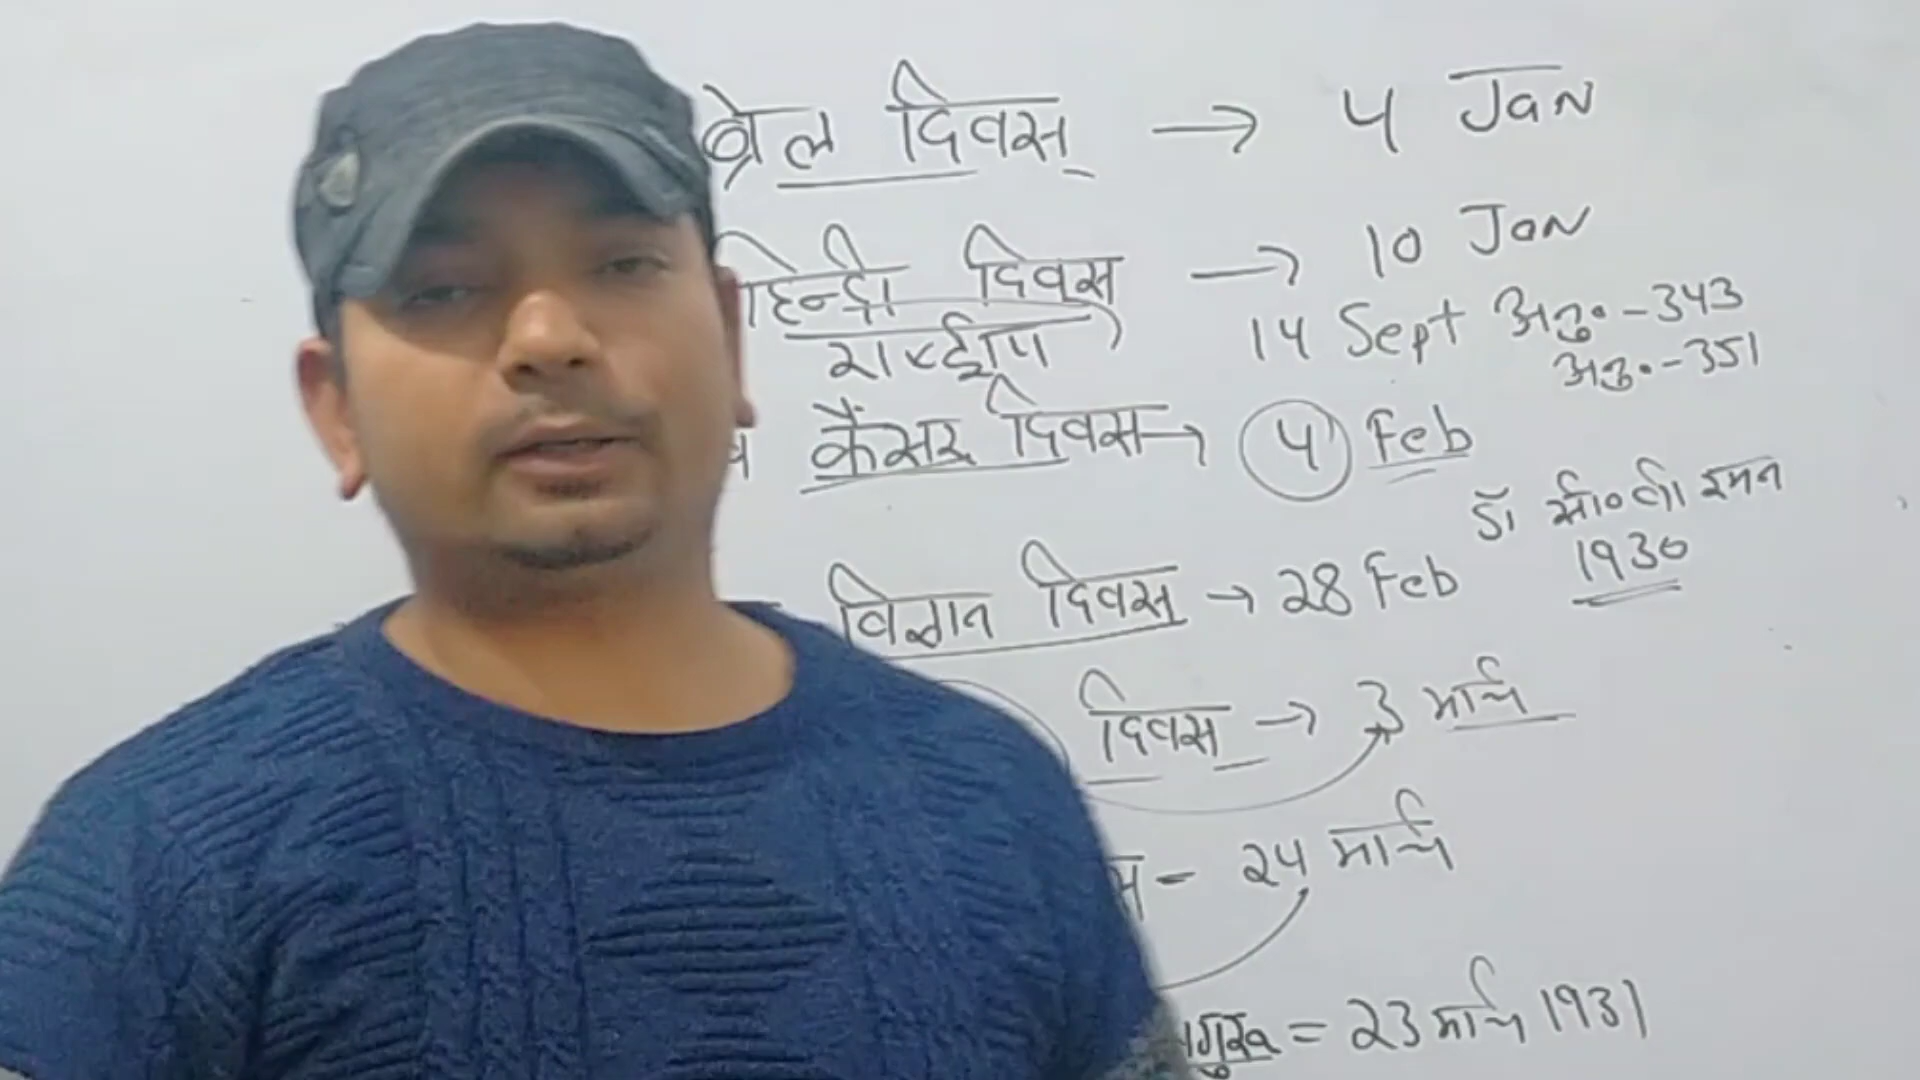 ब्रेल दिवस → 4 Jan
हिन्दी दिवस → 10 Jan
राष्ट्रीय) 14 Sept अनु०-343
अनु०-351
व कैंसर दिवस→ 4 Feb
डॉ सी०वी रमन
1930
विज्ञान दिवस → 28 Feb
दिवस → 3 मार्च
स - 24 मार्च
= 23 मार्च 1931